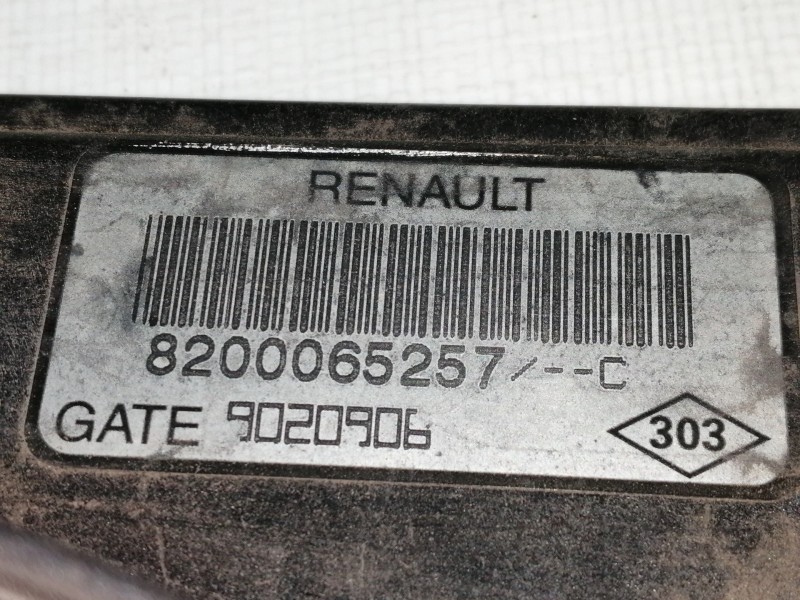 RENAULT
8200065257/--C
GATE 9020906
303